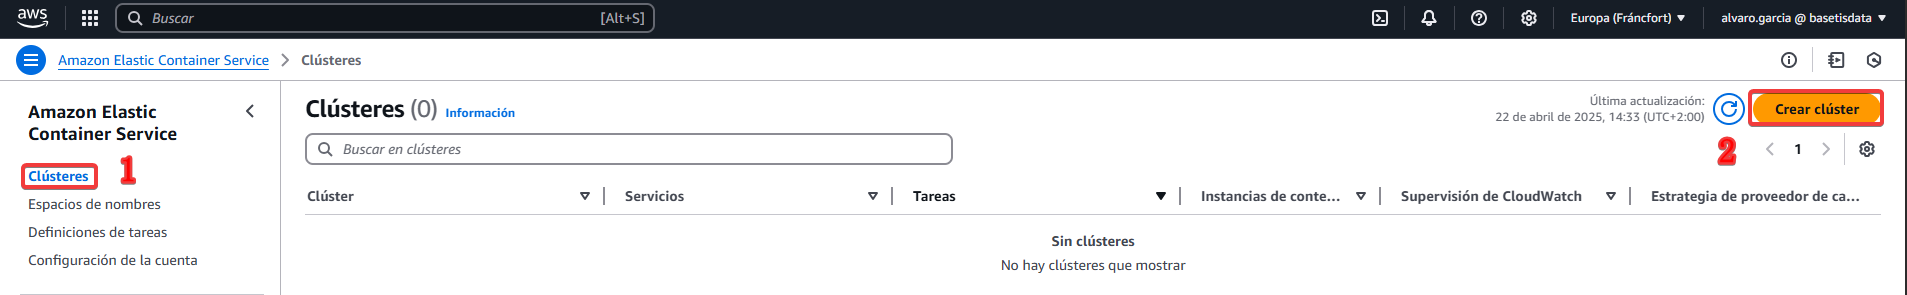 aws
Buscar
[Alt+S]
Europa (Fráncfort)
alvaro.garcia @ basetisdata
Amazon Elastic Container Service
Clústeres
Amazon Elastic
Container Service
Clústeres
1
Espacios de nombres
Definiciones de tareas
Configuración de la cuenta
Clústeres (0)
Información
Última actualización:
22 de abril de 2025, 14:33 (UTC+2:00)
Crear clúster
Buscar en clústeres
2
1
Clúster
Servicios
Tareas
Instancias de conte...
Supervisión de CloudWatch
Estrategia de proveedor de ca...
Sin clústeres
No hay clústeres que mostrar